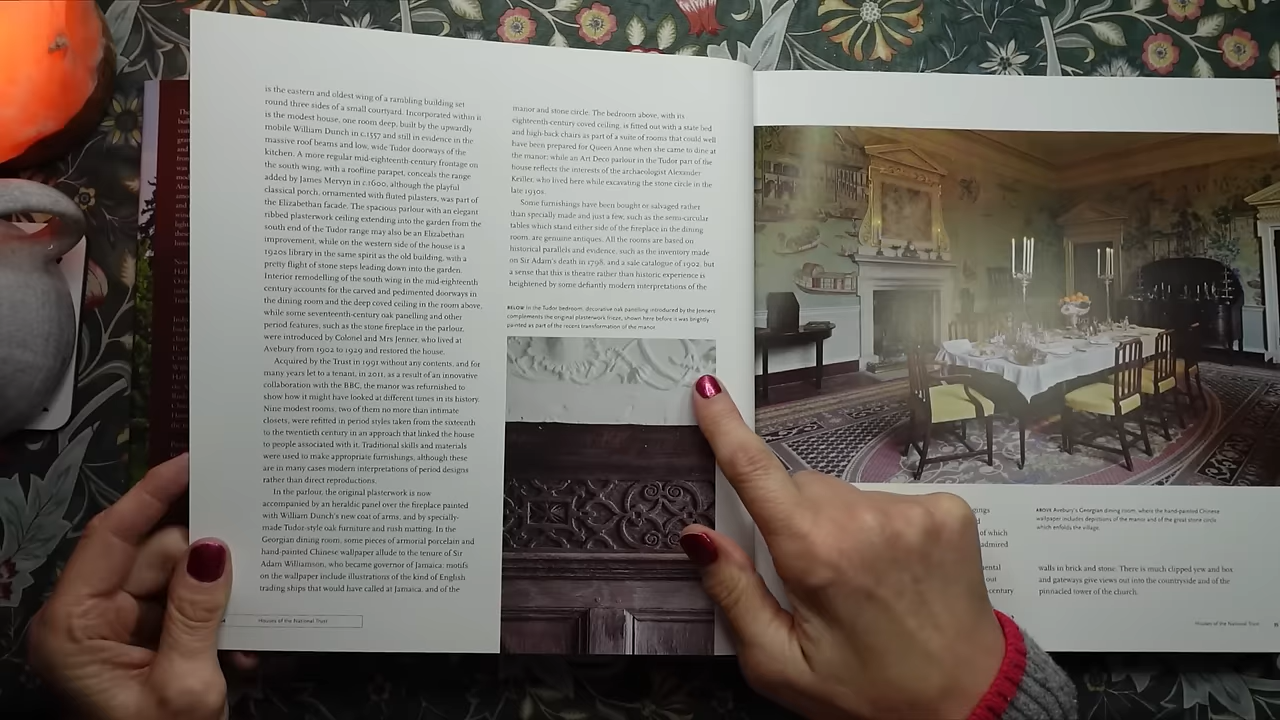 is the eastern and oldest wing of a rambling building set
round three sides of a small courtyard. Incorporated within it
is the modest house, one room deep, built by the upwardly
mobile William Dunch in c.1557 and still in evidence in the
massive roof beams and low, wide Tudor doorways of the
kitchen. A more regular mid-eighteenth-century frontage on
the south wing, with a roofline parapet, conceals the range
added by James Mervyn in c.1600, although the playful
classical porch, ornamented with fluted pilasters, was part of
the Elizabethan facade. The spacious parlour with an elegant
ribbed plasterwork ceiling extending into the garden from the
south end of the Tudor range may also be an Elizabethan
improvement, while on the western side of the house is a
1920s library in the same spirit as the old building, with a
pretty flight of stone steps leading down into the garden.
Interior remodelling of the south wing in the mid-eighteenth
century accounts for the carved and pedimented doorways in
the dining room and the deep coved ceiling in the room above,
while some seventeenth-century oak panelling and other
period features, such as the stone fireplace in the parlour,
were introduced by Colonel and Mrs Jenner, who lived at
Avebury from 1902 to 1929 and restored the house.
Acquired by the Trust in 1991 without any contents, and for
many years let to a tenant, in 2011, as a result of an innovative
collaboration with the BBC, the manor was refurnished to
show how it might have looked at different times in its history.
Nine modest rooms, two of them no more than intimate
closets, were refitted in period styles taken from the sixteenth
to the twentieth century in an approach that linked the house
to people associated with it. Traditional skills and materials
were used to make appropriate furnishings, although these
are in many cases modern interpretations of period designs
rather than direct reproductions.
In the parlour, the original plasterwork is now
accompanied by an heraldic panel over the fireplace painted
with William Dunch's new coat of arms, and by specially-
made Tudor-style oak furniture and rush matting. In the
Georgian dining room, some pieces of armorial porcelain and
hand-painted Chinese wallpaper allude to the tenure of Sir
Adam Williamson, who became governor of Jamaica; motifs
on the wallpaper include illustrations of the kind of English
trading ships that would have called at Jamaica, and of the
Houses of the National Trust
manor and stone circle. The bedroom above, with its
eighteenth-century coved ceiling, is fitted out with a state bed
and high-back chairs as part of a suite of rooms that could well
have been prepared for Queen Anne when she came to dine at
the manor; while an Art Deco parlour in the Tudor part of the
house reflects the interests of the archaeologist Alexander
Keiller, who lived here while excavating the stone circle in the
late 1930s.
Some furnishings have been bought or salvaged rather
than specially made and just a few, such as the semi-circular
tables which stand either side of the fireplace in the dining
room, are genuine antiques. All the rooms are based on
historical parallels and evidence, such as the inventory made
on Sir Adam's death in 1798, and a sale catalogue of 1902, but
a sense that this is theatre rather than historic experience is
heightened by some defiantly modern interpretations of the
BELOW In the Tudor bedroom, decorative oak panelling introduced by the Jenners
complements the original plasterwork frieze, shown here before it was brightly
painted as part of the recent transformation of the manor.
of which
admired
out
century
ABOVE Avebury's Georgian dining room, where the hand-painted Chinese
wallpaper includes depictions of the manor and of the great stone circle
which enfolds the village.
walls in brick and stone. There is much clipped yew and box
and gateways give views out into the countryside and of the
pinnacled tower of the church.
Houses of the National Trust